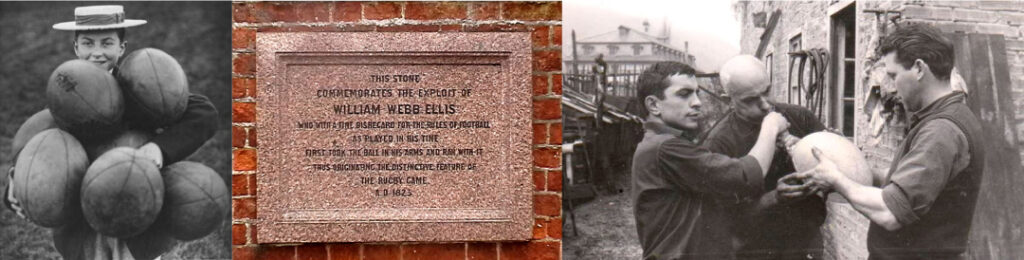 THIS STONE
COMMEMORATES THE EXPLOIT OF
WILLIAM WEBB ELLIS
WHO WITH A FINE DISREGARD FOR THE RULES OF FOOTBALL
AS PLAYED IN HIS TIME
FIRST TOOK THE BALL IN HIS ARMS AND RAN WITH IT
THUS ORIGINATING THE DISTINCTIVE FEATURE OF
THE RUGBY GAME
A.D. 1823